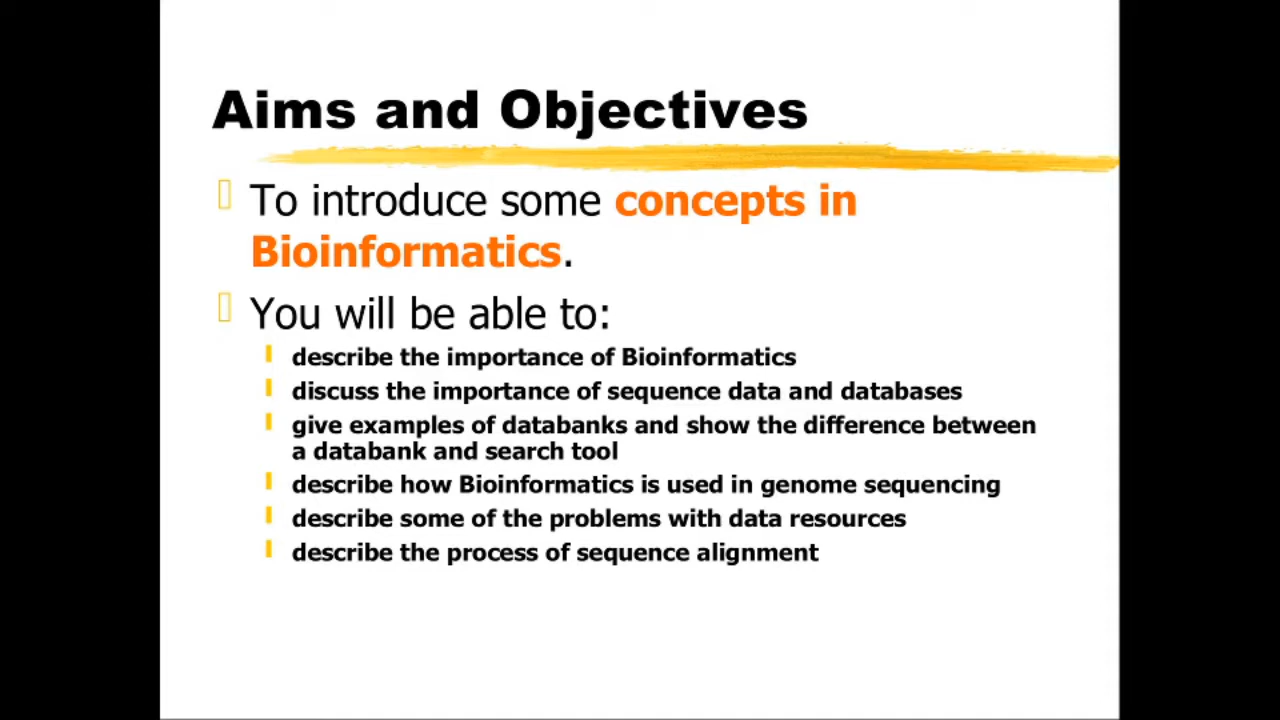 Aims and Objectives
To introduce some concepts in
Bioinformatics.
You will be able to:
describe the importance of Bioinformatics
discuss the importance of sequence data and databases
give examples of databanks and show the difference between
a databank and search tool
describe how Bioinformatics is used in genome sequencing
describe some of the problems with data resources
describe the process of sequence alignment